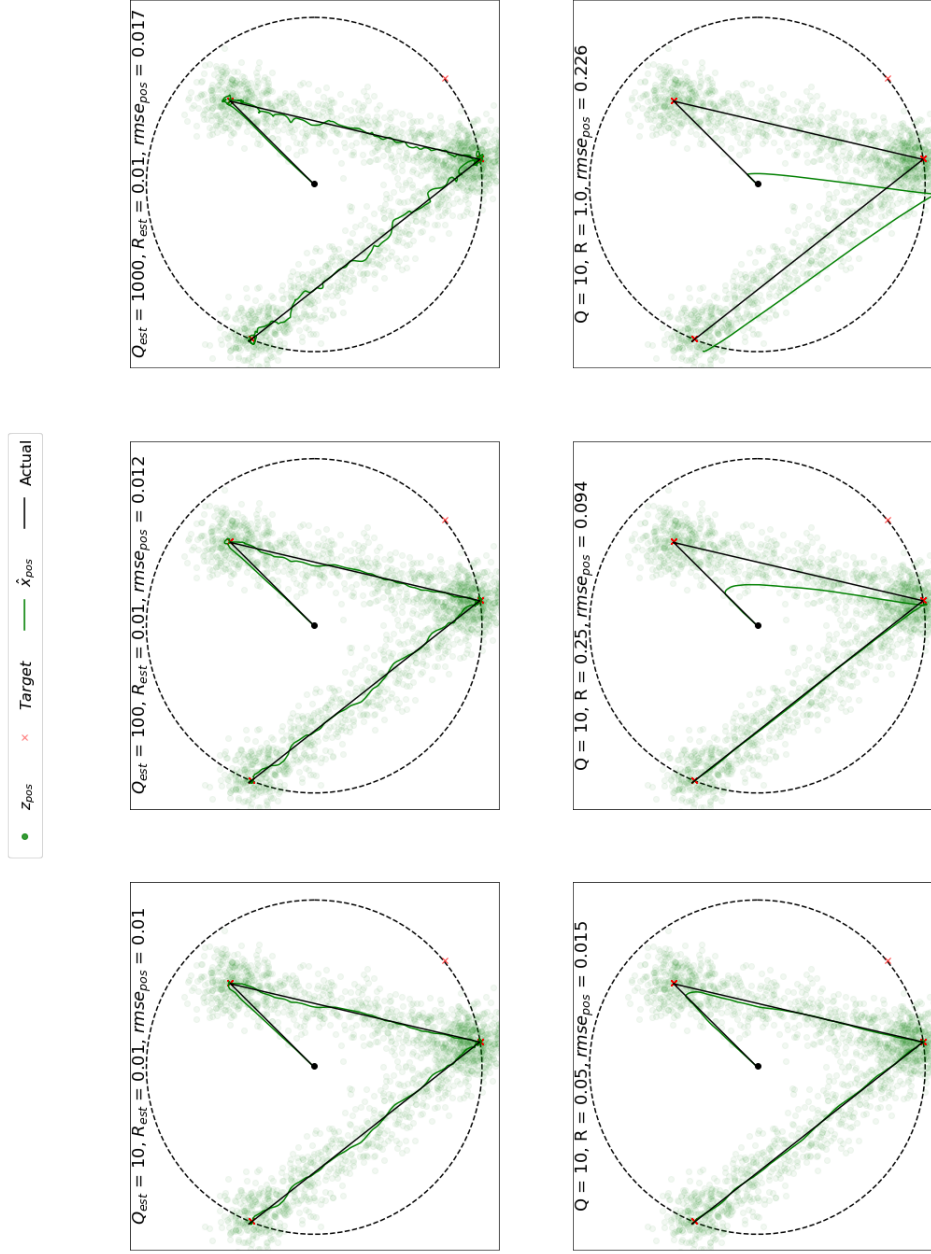 z_pos Target x̂_pos Actual
Q_est = 10, R_est = 0.01, rmse_pos = 0.01
Q_est = 100, R_est = 0.01, rmse_pos = 0.012
Q_est = 1000, R_est = 0.01, rmse_pos = 0.017
Q = 10, R = 0.05, rmse_pos = 0.015
Q = 10, R = 0.25, rmse_pos = 0.094
Q = 10, R = 1.0, rmse_pos = 0.226